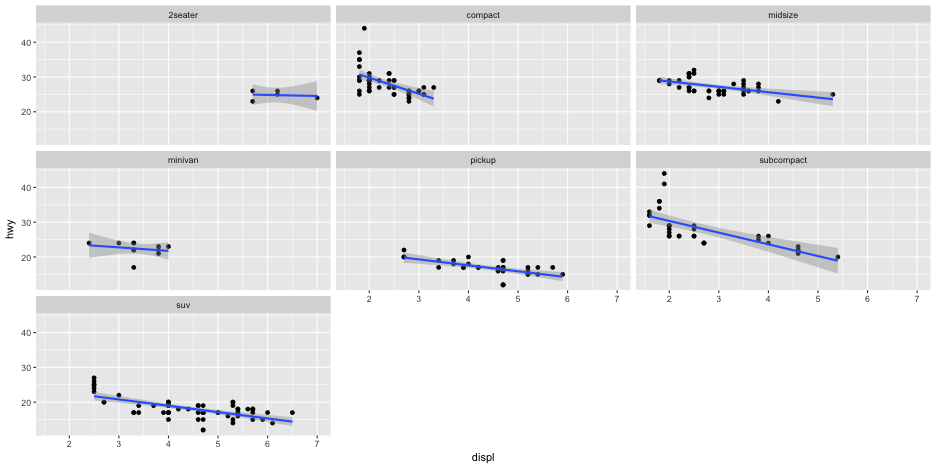 2seater
compact
midsize
40
30
20
minivan
pickup
subcompact
40
30
20
2 3 4 5 6 7
2 3 4 5 6 7
suv
40
30
20
2 3 4 5 6 7
hwy
displ